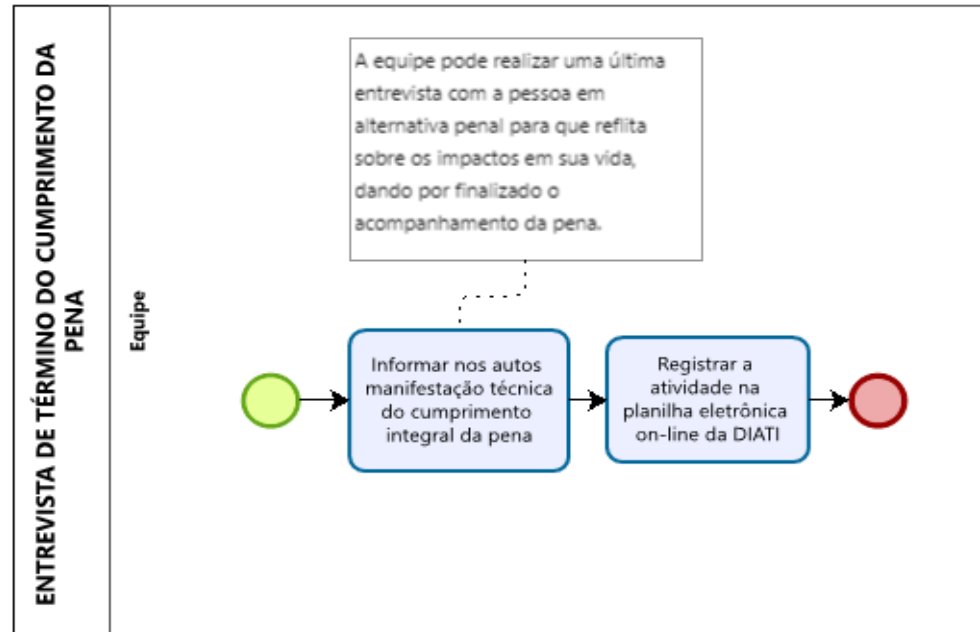 ENTREVISTA DE TÉRMINO DO CUMPRIMENTO DA
PENA
Equipe
A equipe pode realizar uma última
entrevista com a pessoa em
alternativa penal para que reflita
sobre os impactos em sua vida,
dando por finalizado o
acompanhamento da pena.
Informar nos autos
manifestação técnica
do cumprimento
integral da pena
Registrar a
atividade na
planilha eletrônica
on-line da DIATI